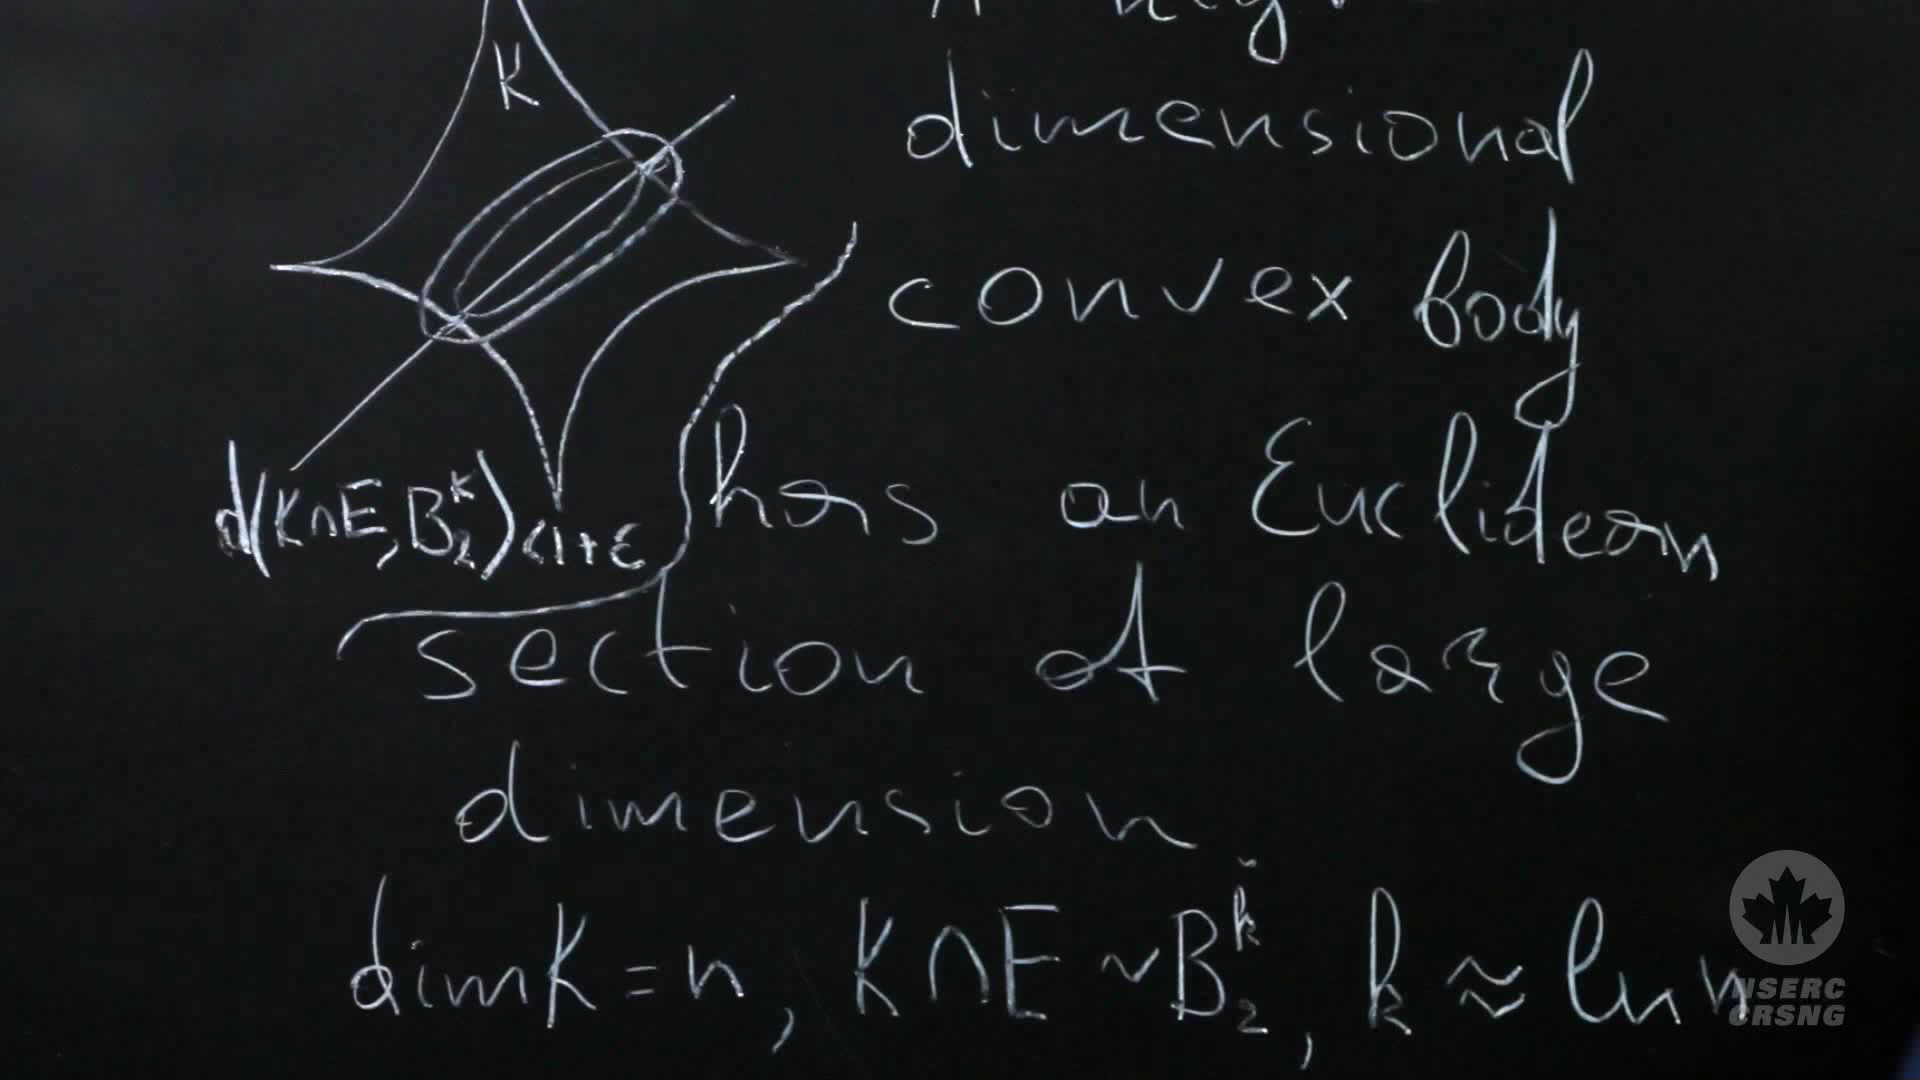 K
dimensional
convex body
d(K∩E, B₂ᵏ) < 1+ε
has an Euclidean
section of large
dimension
dim K = n, K∩E ~ B₂ᵏ, k ≈ ln n
NSERC
CRSNG